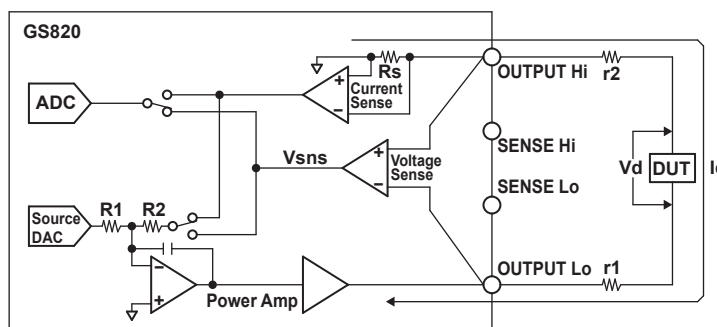 GS820
ADC
Rs
Current
Sense
+
−
OUTPUT Hi
r2
SENSE Hi
Vsns
+
−
Voltage
Sense
Vd
DUT
SENSE Lo
Source
DAC
R1
R2
−
+
Power Amp
OUTPUT Lo
r1